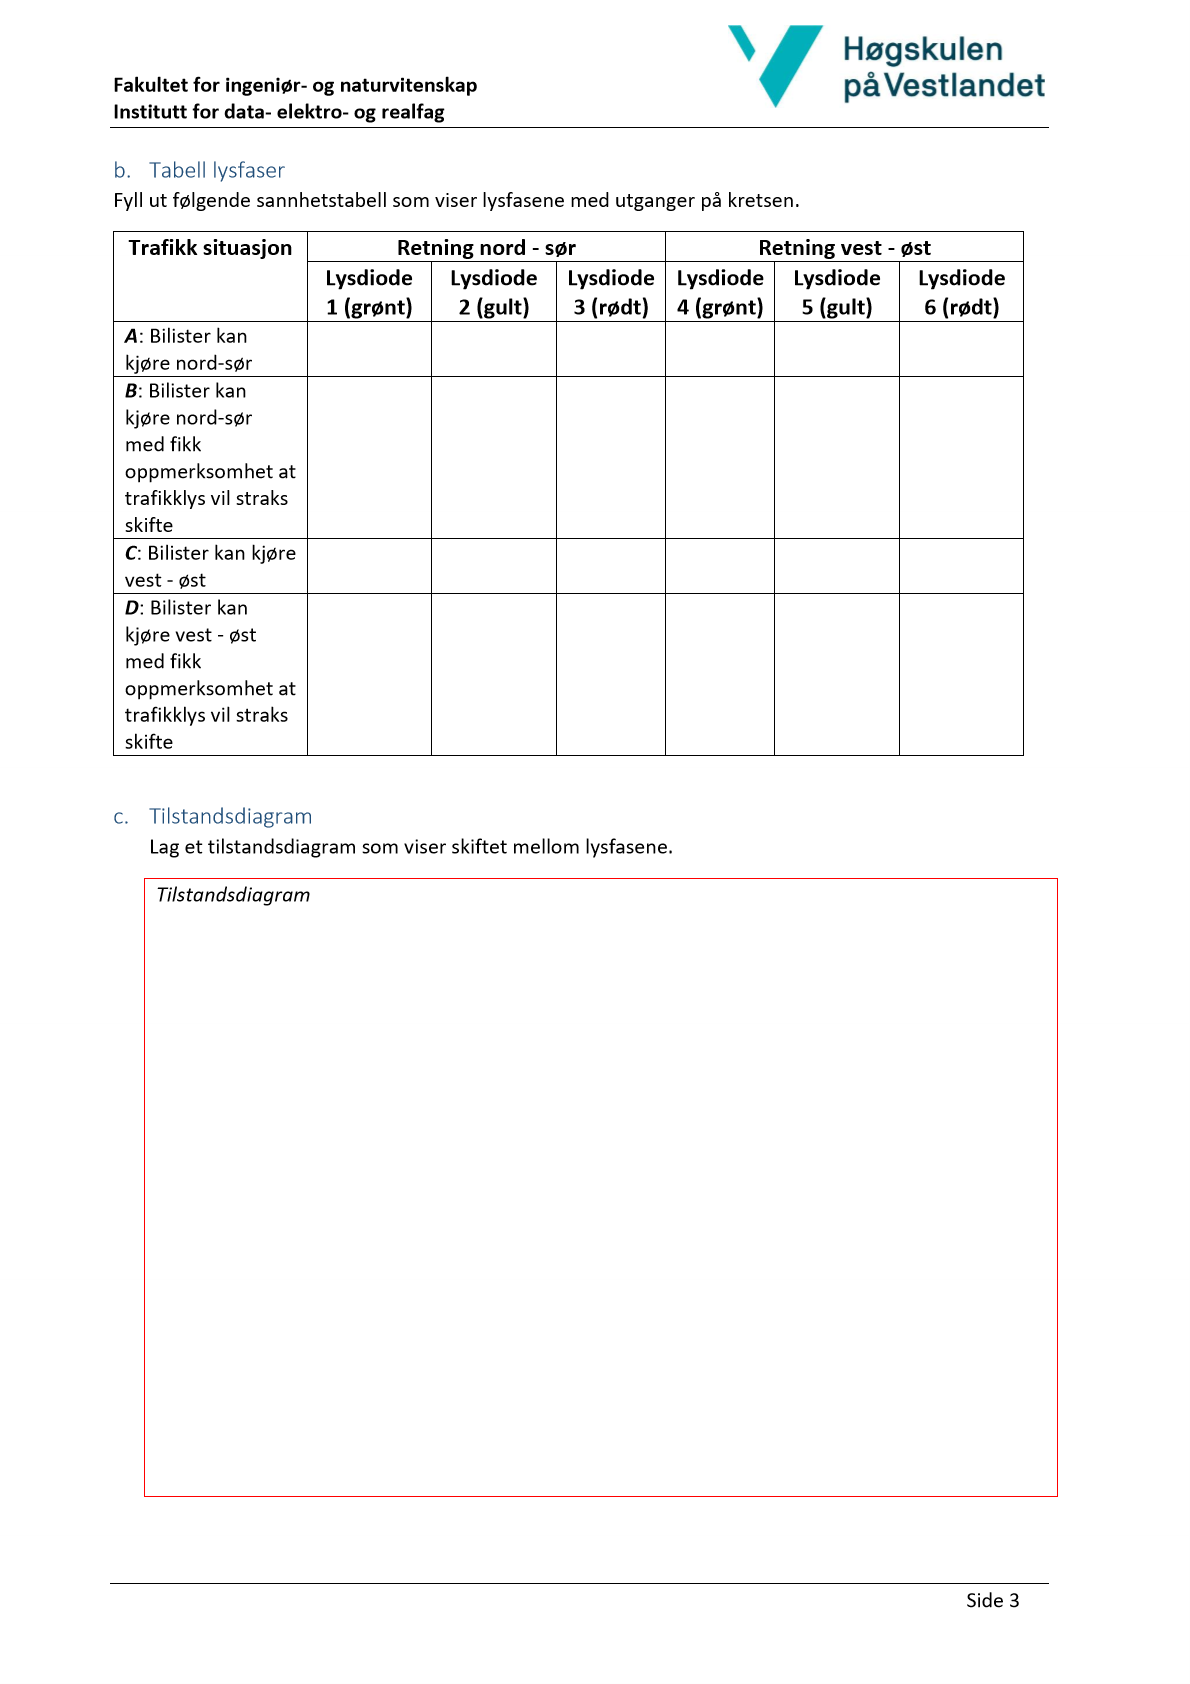 Høgskulen
på Vestlandet
Fakultet for ingeniør- og naturvitenskap
Institutt for data- elektro- og realfag
b. Tabell lysfaser
Fyll ut følgende sannhetstabell som viser lysfasene med utganger på kretsen.
Trafikk situasjon Retning nord - sør Retning vest - øst
Lysdiode Lysdiode Lysdiode Lysdiode Lysdiode Lysdiode
1 (grønt) 2 (gult) 3 (rødt) 4 (grønt) 5 (gult) 6 (rødt)
A: Bilister kan
kjøre nord-sør
B: Bilister kan
kjøre nord-sør
med fikk
oppmerksomhet at
trafikklys vil straks
skifte
C: Bilister kan kjøre
vest - øst
D: Bilister kan
kjøre vest - øst
med fikk
oppmerksomhet at
trafikklys vil straks
skifte
c. Tilstandsdiagram
Lag et tilstandsdiagram som viser skiftet mellom lysfasene.
Tilstandsdiagram
Side 3